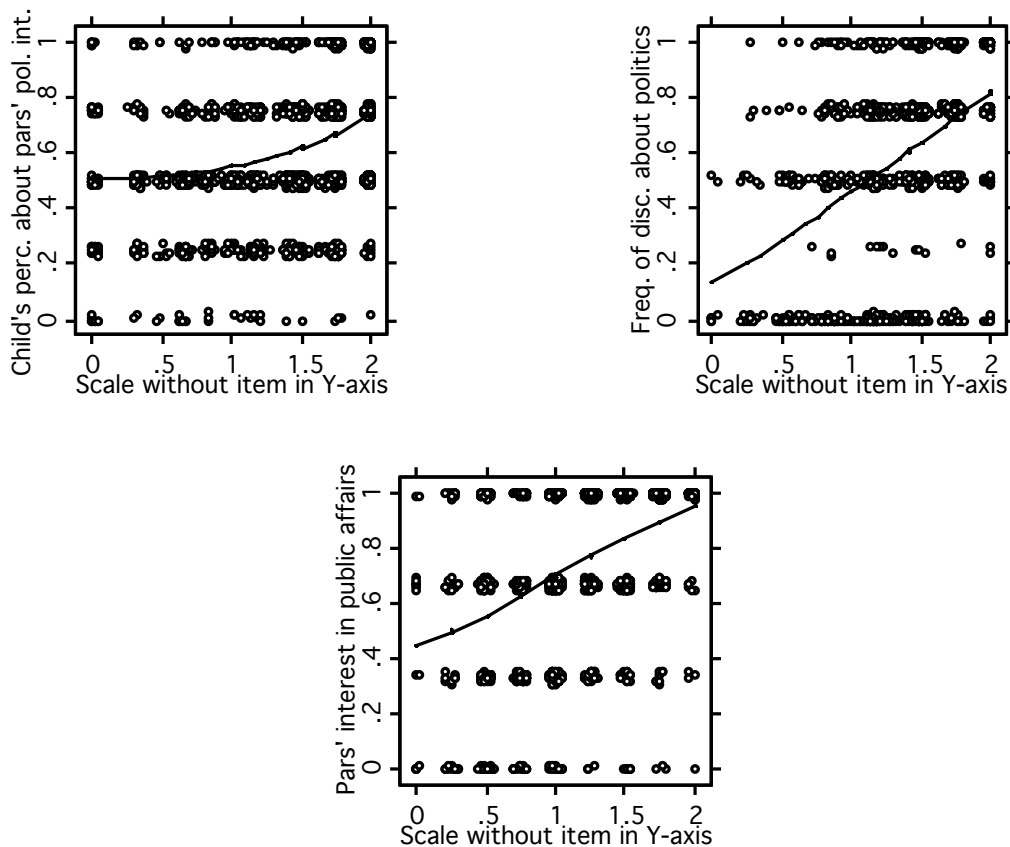 Child's perc. about pars' pol. int.
1
.8
.6
.4
.2
0
0 .5 1 1.5 2
Scale without item in Y-axis
Freq. of disc. about politics
1
.8
.6
.4
.2
0
0 .5 1 1.5 2
Scale without item in Y-axis
Pars' interest in public affairs
1
.8
.6
.4
.2
0
0 .5 1 1.5 2
Scale without item in Y-axis